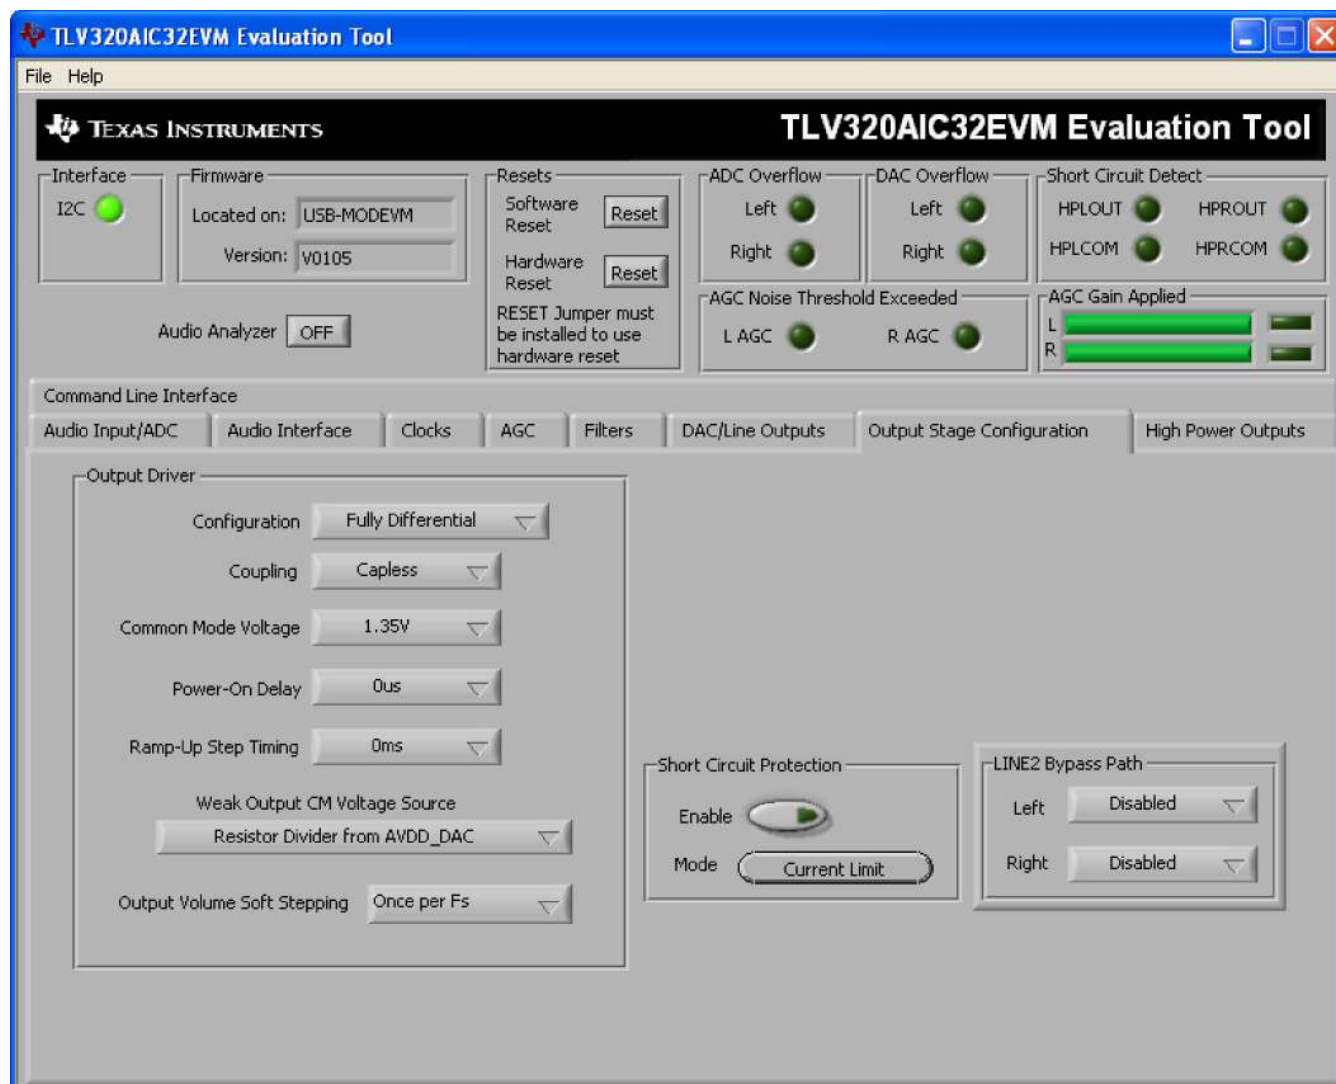 TLV320AIC32EVM Evaluation Tool
File Help
TEXAS INSTRUMENTS
TLV320AIC32EVM Evaluation Tool
Interface
I2C
Firmware
Located on: USB-MODEVM
Version: V0105
Audio Analyzer OFF
Resets
Software Reset Reset
Hardware Reset Reset
RESET Jumper must
be installed to use
hardware reset
ADC Overflow
Left
Right
DAC Overflow
Left
Right
Short Circuit Detect
HPLOUT HPROUT
HPLCOM HPRCOM
AGC Noise Threshold Exceeded
L AGC R AGC
AGC Gain Applied
L
R
Command Line Interface
Audio Input/ADC Audio Interface Clocks AGC Filters DAC/Line Outputs Output Stage Configuration High Power Outputs
Output Driver
Configuration Fully Differential
Coupling Capless
Common Mode Voltage 1.35V
Power-On Delay 0us
Ramp-Up Step Timing 0ms
Weak Output CM Voltage Source
Resistor Divider from AVDD_DAC
Output Volume Soft Stepping Once per Fs
Short Circuit Protection
Enable
Mode Current Limit
LINE2 Bypass Path
Left Disabled
Right Disabled